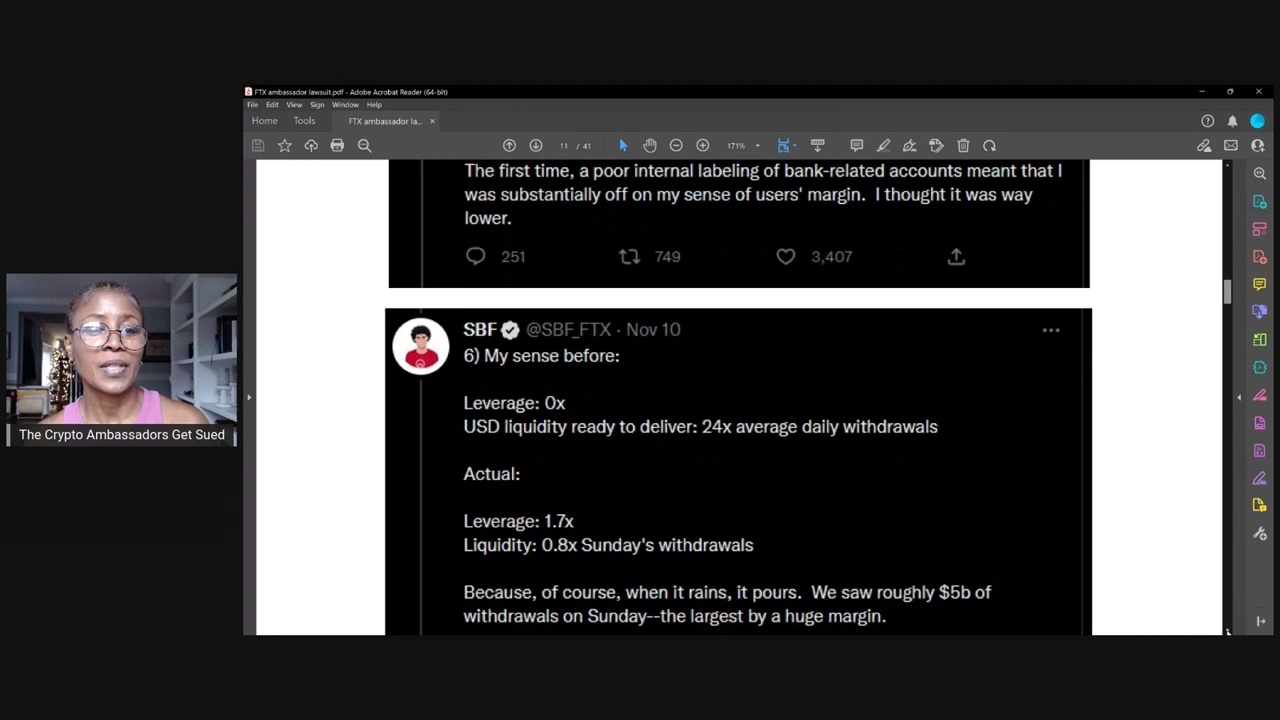 FTX ambassador lawsuit.pdf - Adobe Acrobat Reader (64-bit)
File Edit View Sign Window Help
Home Tools FTX ambassador la... ×
11 / 41 171%
The first time, a poor internal labeling of bank-related accounts meant that I
was substantially off on my sense of users' margin.  I thought it was way
lower.
251 749 3,407
SBF @SBF_FTX · Nov 10
6) My sense before:
Leverage: 0x
USD liquidity ready to deliver: 24x average daily withdrawals
Actual:
Leverage: 1.7x
Liquidity: 0.8x Sunday's withdrawals
Because, of course, when it rains, it pours.  We saw roughly $5b of
withdrawals on Sunday--the largest by a huge margin.
The Crypto Ambassadors Get Sued